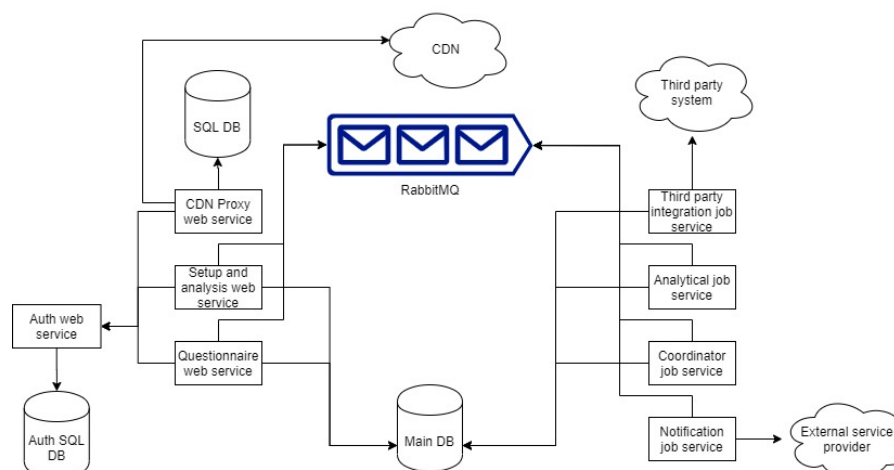 CDN
Third party
system
SQL DB
RabbitMQ
CDN Proxy
web service
Third party
integration job
service
Setup and
analysis web
service
Analytical job
service
Auth web
service
Questionnaire
web service
Coordinator
job service
Auth SQL
DB
Main DB
Notification
job service
External service
provider